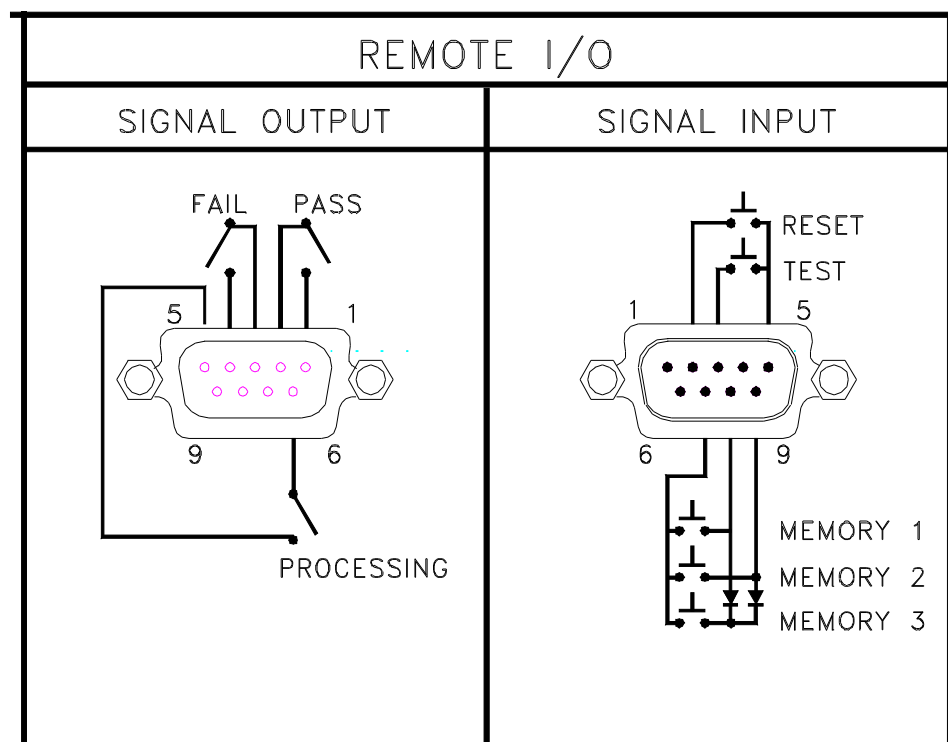 REMOTE I/O
SIGNAL OUTPUT
SIGNAL INPUT
FAIL PASS
5 1
9 6
PROCESSING
RESET
TEST
1 5
6 9
MEMORY 1
MEMORY 2
MEMORY 3